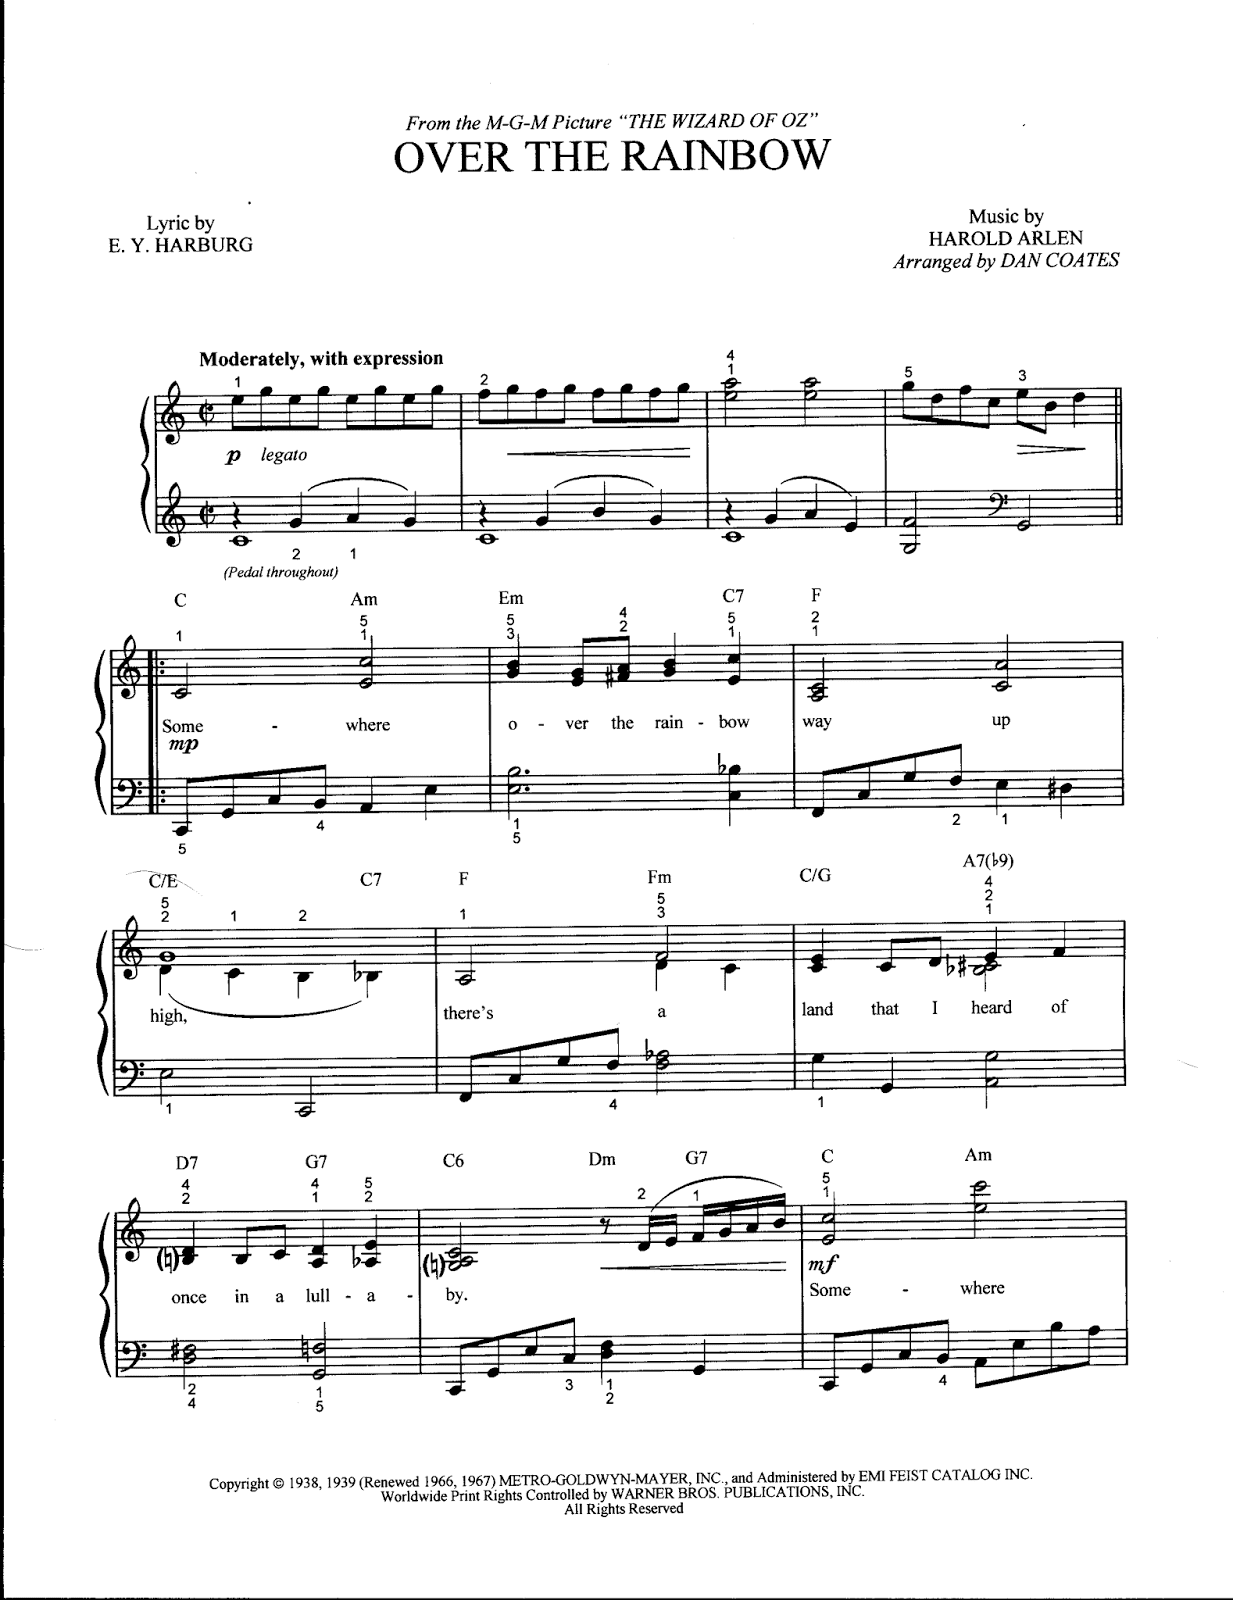 From the M-G-M Picture "THE WIZARD OF OZ"
OVER THE RAINBOW
Lyric by
E. Y. HARBURG
Music by
HAROLD ARLEN
Arranged by DAN COATES
Moderately, with expression
1 2 4 1 5 3
p legato
2 1
(Pedal throughout)
C Am Em C7 F
1 5 1 5 3 4 2 5 1 2 1
Some - where o - ver the rain - bow way up
mp
5 4 1 5 2 1
C/E C7 F Fm C/G A7(♭9)
5 2 1 2 1 5 3 4 2 1
high, there's a land that I heard of
1 4 1
D7 G7 C6 Dm G7 C Am
4 2 4 1 5 2 2 1 5 1
mf
once in a lull - a - by. Some - where
2 4 1 5 3 1 2 4
Copyright © 1938, 1939 (Renewed 1966, 1967) METRO-GOLDWYN-MAYER, INC., and Administered by EMI FEIST CATALOG INC.
Worldwide Print Rights Controlled by WARNER BROS. PUBLICATIONS, INC.
All Rights Reserved